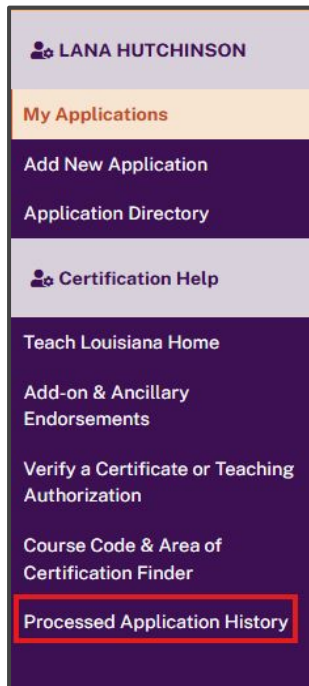 LANA HUTCHINSON
My Applications
Add New Application
Application Directory
Certification Help
Teach Louisiana Home
Add-on & Ancillary
Endorsements
Verify a Certificate or Teaching
Authorization
Course Code & Area of
Certification Finder
Processed Application History